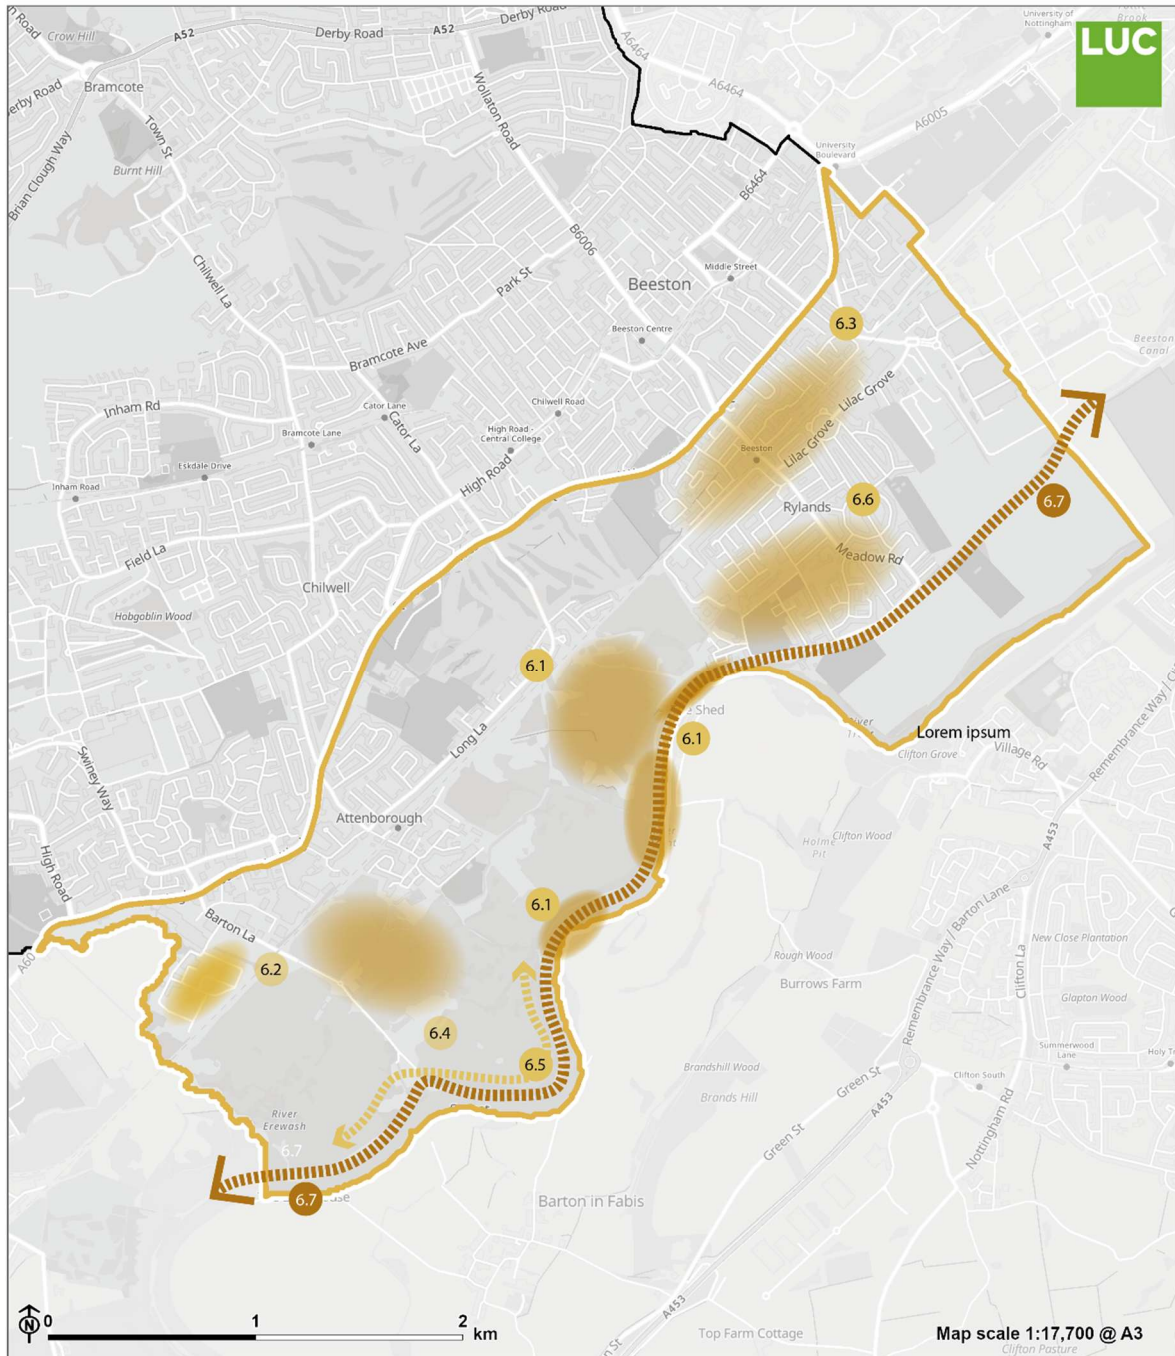 Road
Crow Hill
A52
Derby Road
A52
Derby Road
University of
Nottingham
Brook
LUC
A6464
A6464
A6005
Derby Road
Bramcote
Town St
Burnt Hill
Brian Clough Way
Wollaton Road
University
Boulevard
B6464
B6006
Chilwell La
Park St
Middle Street
Beeston
Beeston Centre
6.3
Beeston
Canal
Bramcote Ave
Inham Rd
Cator Lane
Cator La
Chilwell Road
Lilac Grove
Bramcote Lane
High Road -
Central College
Lilac Grove
Beeston
Eskdale Drive
High Road
Inham Road
6.6
Rylands
6.7
Field La
Meadow Rd
Chilwell
Hobgoblin Wood
6.1
Shed
River
Lorem ipsum
6.1
Clifton Grove
Village Rd
Remembrance Way /
Long La
Swiney Way
Attenborough
Holme
Pit
Clifton Wood
A453
High Road
Remembrance Way / Barton Lane
6.1
Barton La
New Close Plantation
Clifton La
A60
6.2
Rough Wood
Burrows Farm
Glapton Wood
6.4
6.5
Summerwood
Lane
Brandshill Wood
Clifton South
Green St
Brands Hill
A453
River
Erewash
Nottingham Rd
6.7
Green St
6.7
Barton in Fabis
A453
0
1
2
km
N
Top Farm Cottage
Map scale 1:17,700 @ A3
Clifton Pasture